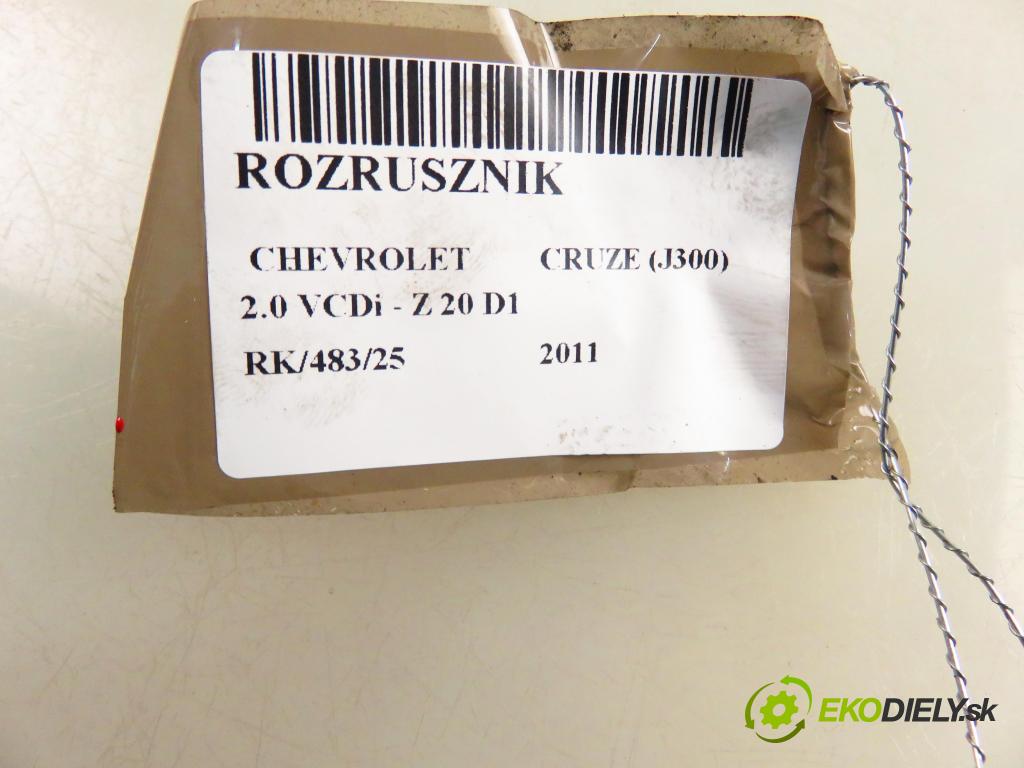 ROZRUSZNIK
CHEVROLET CRUZE (J300)
2.0 VCDi - Z 20 D1
RK/483/25 2011
EKODIELY.sk